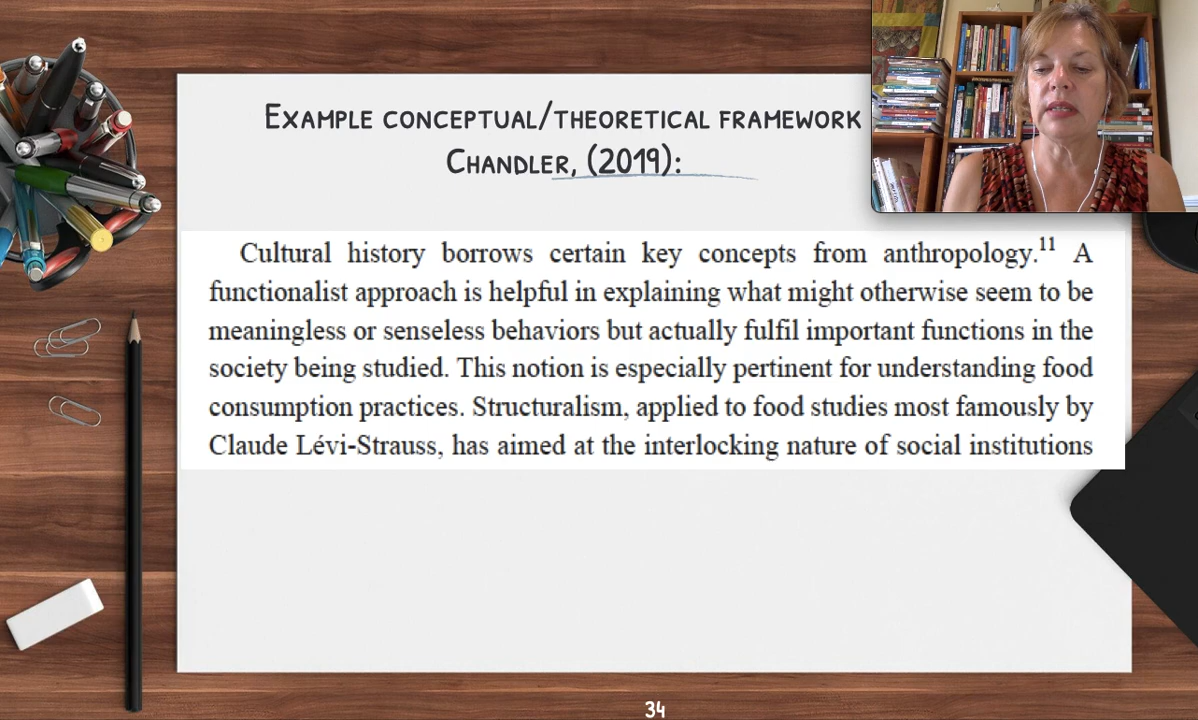 EXAMPLE CONCEPTUAL/THEORETICAL FRAMEWORK
CHANDLER, (2019):
Cultural history borrows certain key concepts from anthropology.11 A
functionalist approach is helpful in explaining what might otherwise seem to be
meaningless or senseless behaviors but actually fulfil important functions in the
society being studied. This notion is especially pertinent for understanding food
consumption practices. Structuralism, applied to food studies most famously by
Claude Lévi-Strauss, has aimed at the interlocking nature of social institutions
34